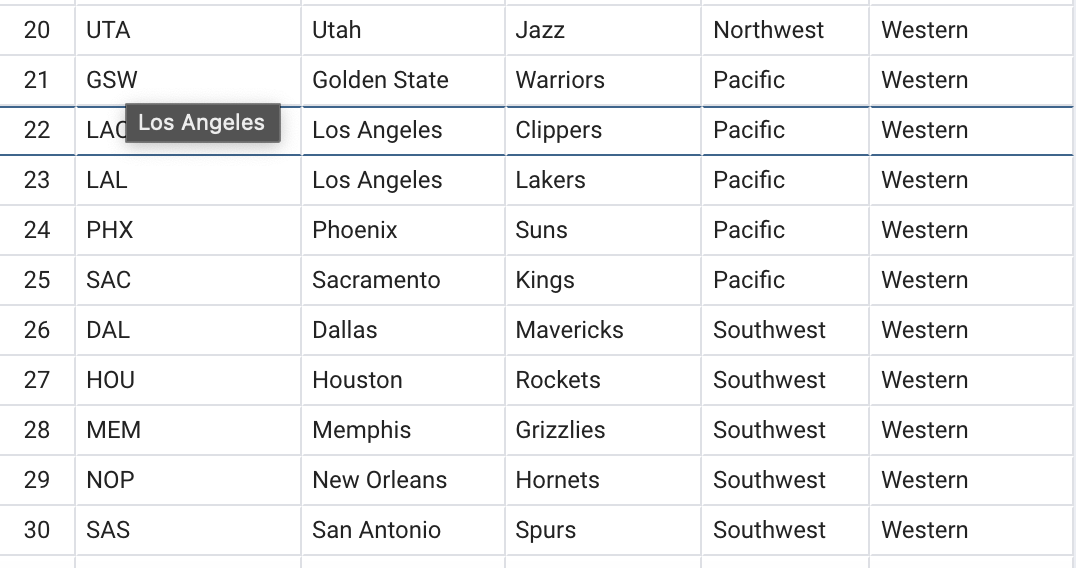 20 UTA Utah Jazz Northwest Western
21 GSW Golden State Warriors Pacific Western
Los Angeles
22 LAC Los Angeles Clippers Pacific Western
23 LAL Los Angeles Lakers Pacific Western
24 PHX Phoenix Suns Pacific Western
25 SAC Sacramento Kings Pacific Western
26 DAL Dallas Mavericks Southwest Western
27 HOU Houston Rockets Southwest Western
28 MEM Memphis Grizzlies Southwest Western
29 NOP New Orleans Hornets Southwest Western
30 SAS San Antonio Spurs Southwest Western